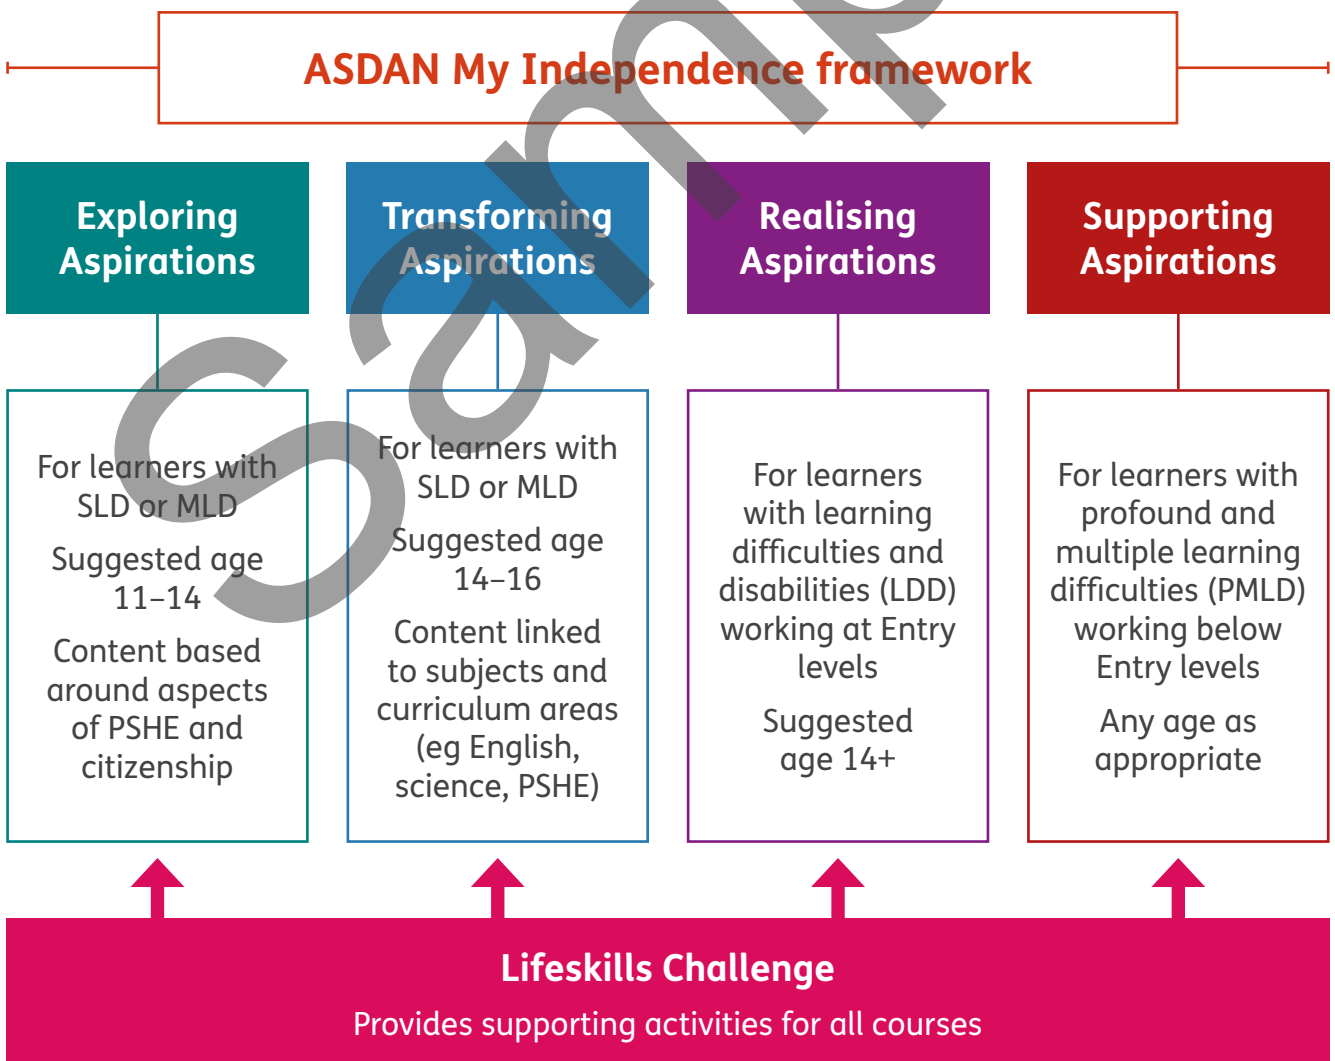 ASDAN My Independence framework
Exploring
Aspirations
For learners with
SLD or MLD
Suggested age
11–14
Content based
around aspects
of PSHE and
citizenship
Transforming
Aspirations
For learners with
SLD or MLD
Suggested age
14–16
Content linked
to subjects and
curriculum areas
(eg English,
science, PSHE)
Realising
Aspirations
For learners
with learning
difficulties and
disabilities (LDD)
working at Entry
levels
Suggested
age 14+
Supporting
Aspirations
For learners with
profound and
multiple learning
difficulties (PMLD)
working below
Entry levels
Any age as
appropriate
Lifeskills Challenge
Provides supporting activities for all courses